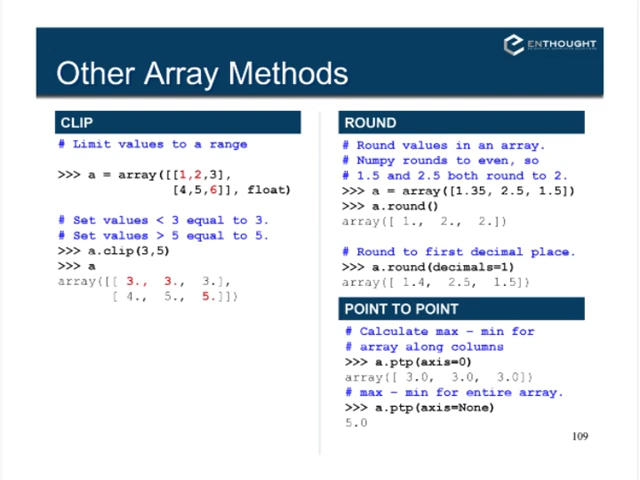 ENTHOUGHT
Other Array Methods
CLIP
# Limit values to a range
>>> a = array([[1,2,3],
[4,5,6]], float)
# Set values < 3 equal to 3.
# Set values > 5 equal to 5.
>>> a.clip(3,5)
>>> a
array([[ 3., 3., 3.],
[ 4., 5., 5.]])
ROUND
# Round values in an array.
# Numpy rounds to even, so
# 1.5 and 2.5 both round to 2.
>>> a = array([1.35, 2.5, 1.5])
>>> a.round()
array([ 1., 2., 2.])
# Round to first decimal place.
>>> a.round(decimals=1)
array([ 1.4, 2.5, 1.5])
POINT TO POINT
# Calculate max – min for
# array along columns
>>> a.ptp(axis=0)
array([ 3.0, 3.0, 3.0])
# max – min for entire array.
>>> a.ptp(axis=None)
5.0
109